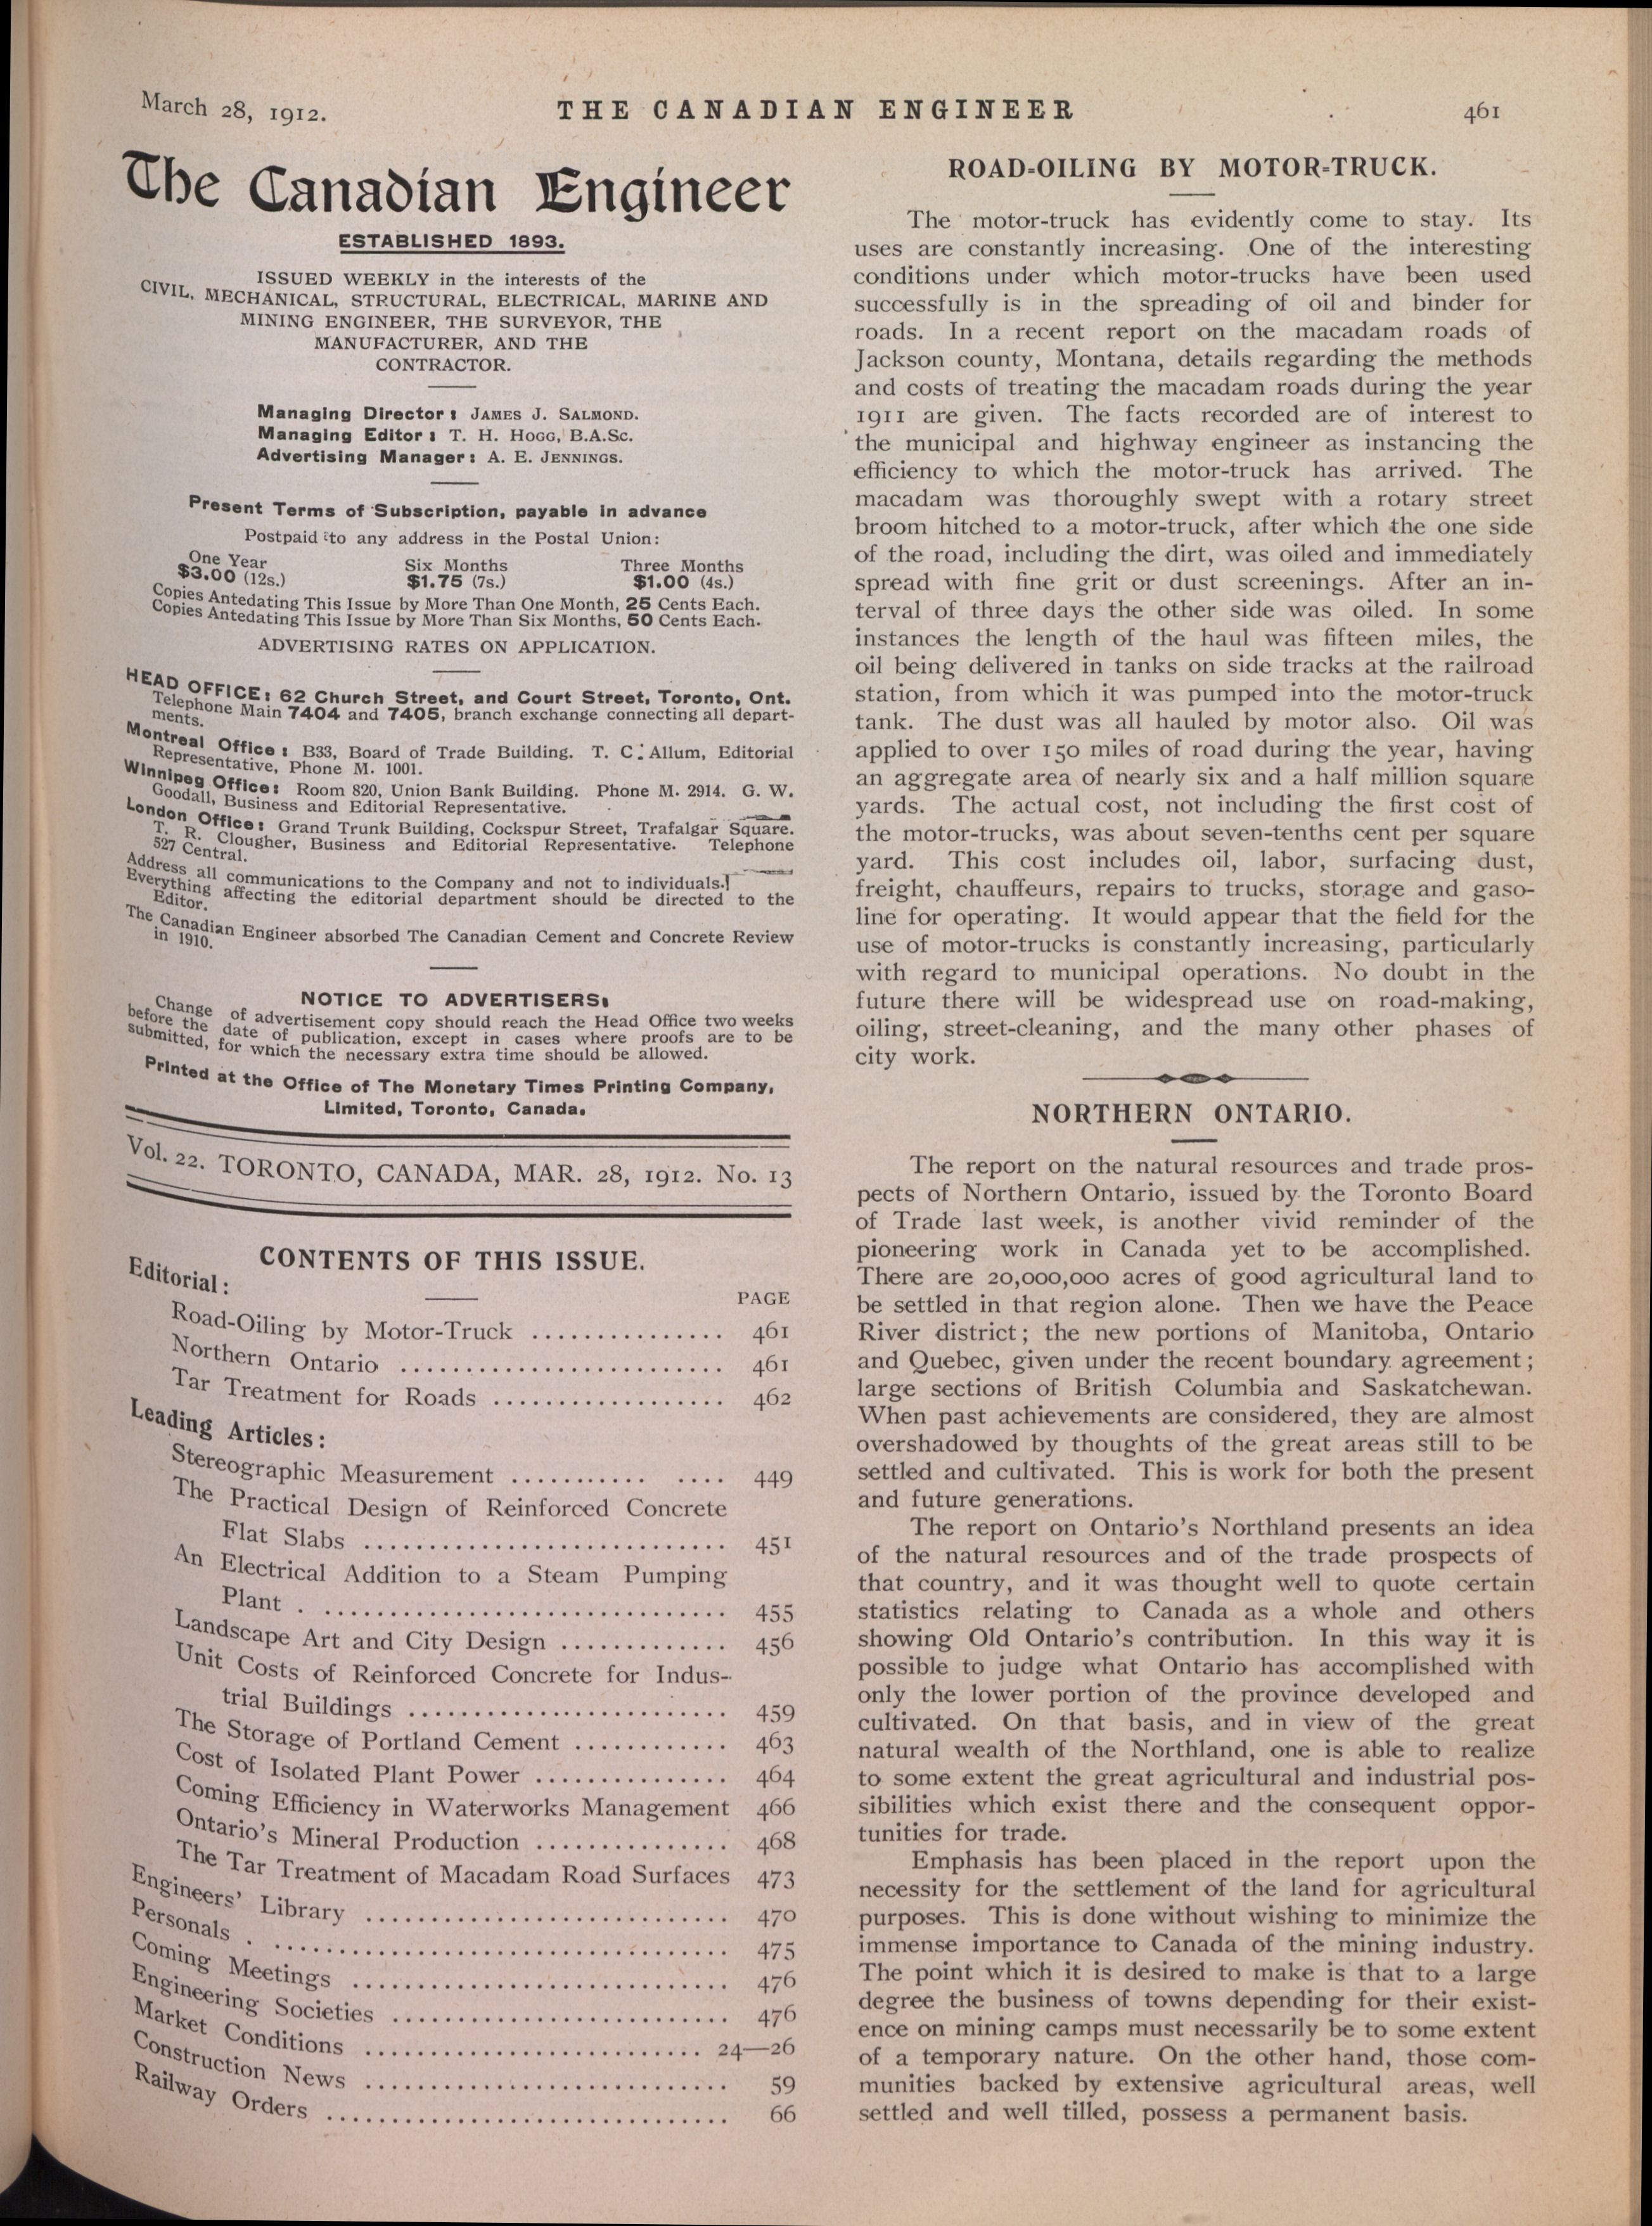 March 28, 1912.
THE CANADIAN ENGINEER
461
The Canadian Engineer
ESTABLISHED 1893.
ISSUED WEEKLY in the interests of the
CIVIL, MECHANICAL, STRUCTURAL, ELECTRICAL, MARINE AND
MINING ENGINEER, THE SURVEYOR, THE
MANUFACTURER, AND THE
CONTRACTOR.
Managing Director: JAMES J. SALMOND.
Managing Editor: T. H. HOGG, B.A.Sc.
Advertising Manager: A. E. JENNINGS.
Present Terms of Subscription, payable in advance
Postpaid to any address in the Postal Union:
One Year Six Months Three Months
$3.00 (12s.) $1.75 (7s.) $1.00 (4s.)
Copies Antedating This Issue by More Than One Month, 25 Cents Each.
Copies Antedating This Issue by More Than Six Months, 50 Cents Each.
ADVERTISING RATES ON APPLICATION.
HEAD OFFICE: 62 Church Street, and Court Street, Toronto, Ont.
Telephone Main 7404 and 7405, branch exchange connecting all depart-
ments.
Montreal Office: B33, Board of Trade Building. T. C. Allum, Editorial
Representative, Phone M. 1001.
Winnipeg Office: Room 820, Union Bank Building. Phone M. 2914. G. W.
Goodall, Business and Editorial Representative.
London Office: Grand Trunk Building, Cockspur Street, Trafalgar Square.
T. R. Clougher, Business and Editorial Representative. Telephone
527 Central.
Address all communications to the Company and not to individuals.
Everything affecting the editorial department should be directed to the
Editor.
The Canadian Engineer absorbed The Canadian Cement and Concrete Review
in 1910.
NOTICE TO ADVERTISERS:
Change of advertisement copy should reach the Head Office two weeks
before the date of publication, except in cases where proofs are to be
submitted, for which the necessary extra time should be allowed.
Printed at the Office of The Monetary Times Printing Company,
Limited, Toronto, Canada.
Vol. 22. TORONTO, CANADA, MAR. 28, 1912. No. 13
CONTENTS OF THIS ISSUE.
Editorial:
PAGE
Road-Oiling by Motor-Truck ............... 461
Northern Ontario ......................... 461
Tar Treatment for Roads .................. 462
Leading Articles:
Stereographic Measurement ........... .... 449
The Practical Design of Reinforced Concrete
Flat Slabs ............................ 451
An Electrical Addition to a Steam Pumping
Plant . ............................... 455
Landscape Art and City Design ............. 456
Unit Costs of Reinforced Concrete for Indus-
trial Buildings ......................... 459
The Storage of Portland Cement ............ 463
Cost of Isolated Plant Power ............... 464
Coming Efficiency in Waterworks Management 466
Ontario's Mineral Production ............... 468
The Tar Treatment of Macadam Road Surfaces 473
Engineers' Library ............................ 470
Personals . ................................... 475
Coming Meetings ............................. 476
Engineering Societies .......................... 476
Market Conditions .......................... 24—26
Construction News ............................ 59
Railway Orders ............................... 66
ROAD-OILING BY MOTOR-TRUCK.
The motor-truck has evidently come to stay. Its
uses are constantly increasing. One of the interesting
conditions under which motor-trucks have been used
successfully is in the spreading of oil and binder for
roads. In a recent report on the macadam roads of
Jackson county, Montana, details regarding the methods
and costs of treating the macadam roads during the year
1911 are given. The facts recorded are of interest to
the municipal and highway engineer as instancing the
efficiency to which the motor-truck has arrived. The
macadam was thoroughly swept with a rotary street
broom hitched to a motor-truck, after which the one side
of the road, including the dirt, was oiled and immediately
spread with fine grit or dust screenings. After an in-
terval of three days the other side was oiled. In some
instances the length of the haul was fifteen miles, the
oil being delivered in tanks on side tracks at the railroad
station, from which it was pumped into the motor-truck
tank. The dust was all hauled by motor also. Oil was
applied to over 150 miles of road during the year, having
an aggregate area of nearly six and a half million square
yards. The actual cost, not including the first cost of
the motor-trucks, was about seven-tenths cent per square
yard. This cost includes oil, labor, surfacing dust,
freight, chauffeurs, repairs to trucks, storage and gaso-
line for operating. It would appear that the field for the
use of motor-trucks is constantly increasing, particularly
with regard to municipal operations. No doubt in the
future there will be widespread use on road-making,
oiling, street-cleaning, and the many other phases of
city work.
NORTHERN ONTARIO.
The report on the natural resources and trade pros-
pects of Northern Ontario, issued by the Toronto Board
of Trade last week, is another vivid reminder of the
pioneering work in Canada yet to be accomplished.
There are 20,000,000 acres of good agricultural land to
be settled in that region alone. Then we have the Peace
River district; the new portions of Manitoba, Ontario
and Quebec, given under the recent boundary agreement;
large sections of British Columbia and Saskatchewan.
When past achievements are considered, they are almost
overshadowed by thoughts of the great areas still to be
settled and cultivated. This is work for both the present
and future generations.
The report on Ontario's Northland presents an idea
of the natural resources and of the trade prospects of
that country, and it was thought well to quote certain
statistics relating to Canada as a whole and others
showing Old Ontario's contribution. In this way it is
possible to judge what Ontario has accomplished with
only the lower portion of the province developed and
cultivated. On that basis, and in view of the great
natural wealth of the Northland, one is able to realize
to some extent the great agricultural and industrial pos-
sibilities which exist there and the consequent oppor-
tunities for trade.
Emphasis has been placed in the report upon the
necessity for the settlement of the land for agricultural
purposes. This is done without wishing to minimize the
immense importance to Canada of the mining industry.
The point which it is desired to make is that to a large
degree the business of towns depending for their exist-
ence on mining camps must necessarily be to some extent
of a temporary nature. On the other hand, those com-
munities backed by extensive agricultural areas, well
settled and well tilled, possess a permanent basis.